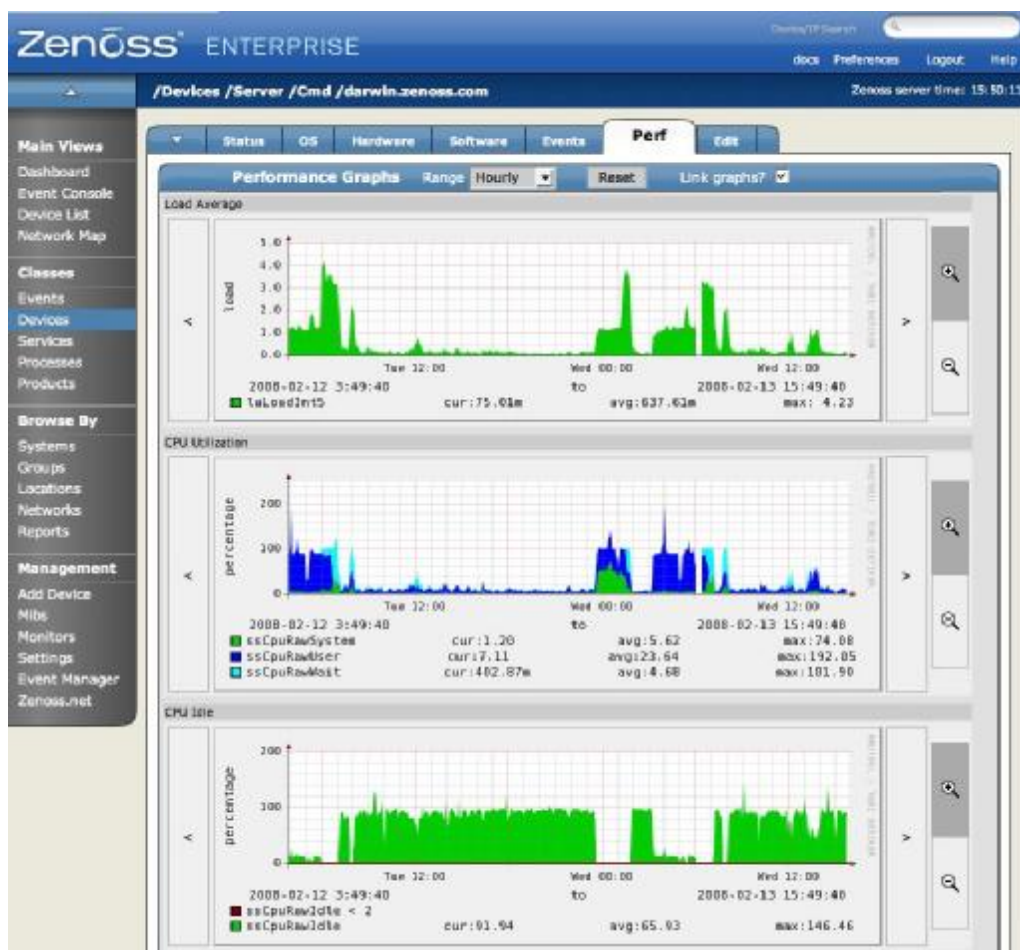 Zenōss ENTERPRISE
docs Preferences Logout Help
/Devices /Server /Cmd /darwin.zenoss.com
Zenoss server time: 15:50:11
Main Views
Dashboard
Event Console
Device List
Network Map
Classes
Events
Devices
Services
Processes
Products
Browse By
Systems
Groups
Locations
Networks
Reports
Management
Add Device
Mibs
Monitors
Settings
Event Manager
Zenoss.net
Status OS Hardware Software Events Perf Edit
Performance Graphs Range Hourly Reset Link graphs?
Load Average
5.0
4.0
3.0
2.0
1.0
0.0
load
<
>
Tue 12:00 Wed 00:00 Wed 12:00
2008-02-12 3:49:40 to 2008-02-13 15:49:40
laLoadInt5 cur:75.01m avg:637.61m max: 4.23
CPU Utilization
200
100
0
percentage
<
>
Tue 12:00 Wed 00:00 Wed 12:00
2008-02-12 3:49:40 to 2008-02-13 15:49:40
ssCpuRawSystem cur:1.20 avg:5.62 max:74.08
ssCpuRawUser cur:7.11 avg:23.64 max:192.05
ssCpuRawWait cur:402.87m avg:4.68 max:101.90
CPU Idle
200
100
0
percentage
<
>
Tue 12:00 Wed 00:00 Wed 12:00
2008-02-12 3:49:40 to 2008-02-13 15:49:40
ssCpuRawIdle < 2
ssCpuRawIdle cur:91.94 avg:65.93 max:146.46